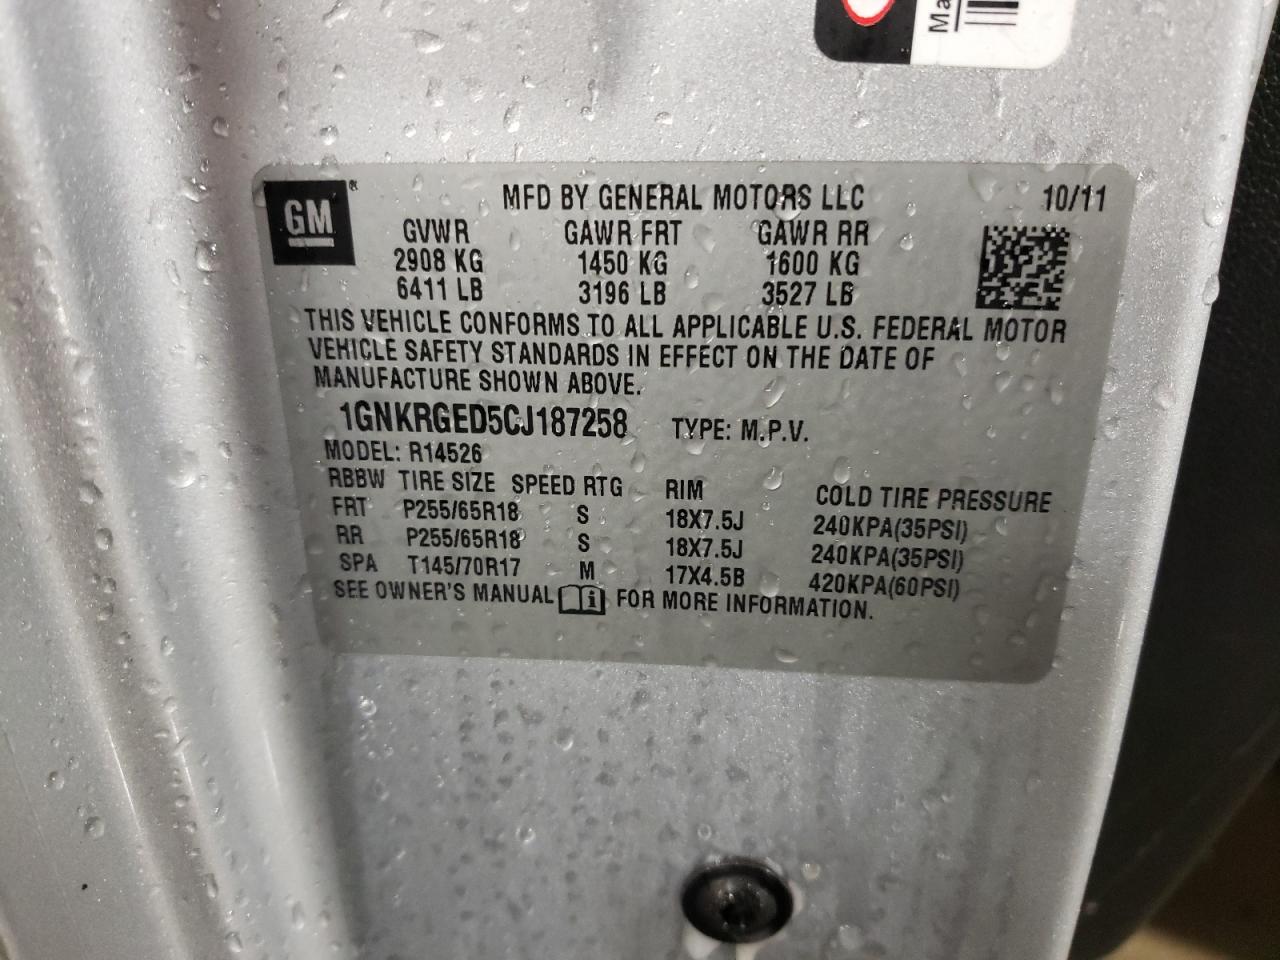 Ma
GM
MFD BY GENERAL MOTORS LLC 10/11
GVWR GAWR FRT GAWR RR
2908 KG 1450 KG 1600 KG
6411 LB 3196 LB 3527 LB
THIS VEHICLE CONFORMS TO ALL APPLICABLE U.S. FEDERAL MOTOR
VEHICLE SAFETY STANDARDS IN EFFECT ON THE DATE OF
MANUFACTURE SHOWN ABOVE.
1GNKRGED5CJ187258 TYPE: M.P.V.
MODEL: R14526
RBBW TIRE SIZE SPEED RTG RIM COLD TIRE PRESSURE
FRT P255/65R18 S 18X7.5J 240KPA(35PSI)
RR P255/65R18 S 18X7.5J 240KPA(35PSI)
SPA T145/70R17 M 17X4.5B 420KPA(60PSI)
SEE OWNER'S MANUAL i FOR MORE INFORMATION.